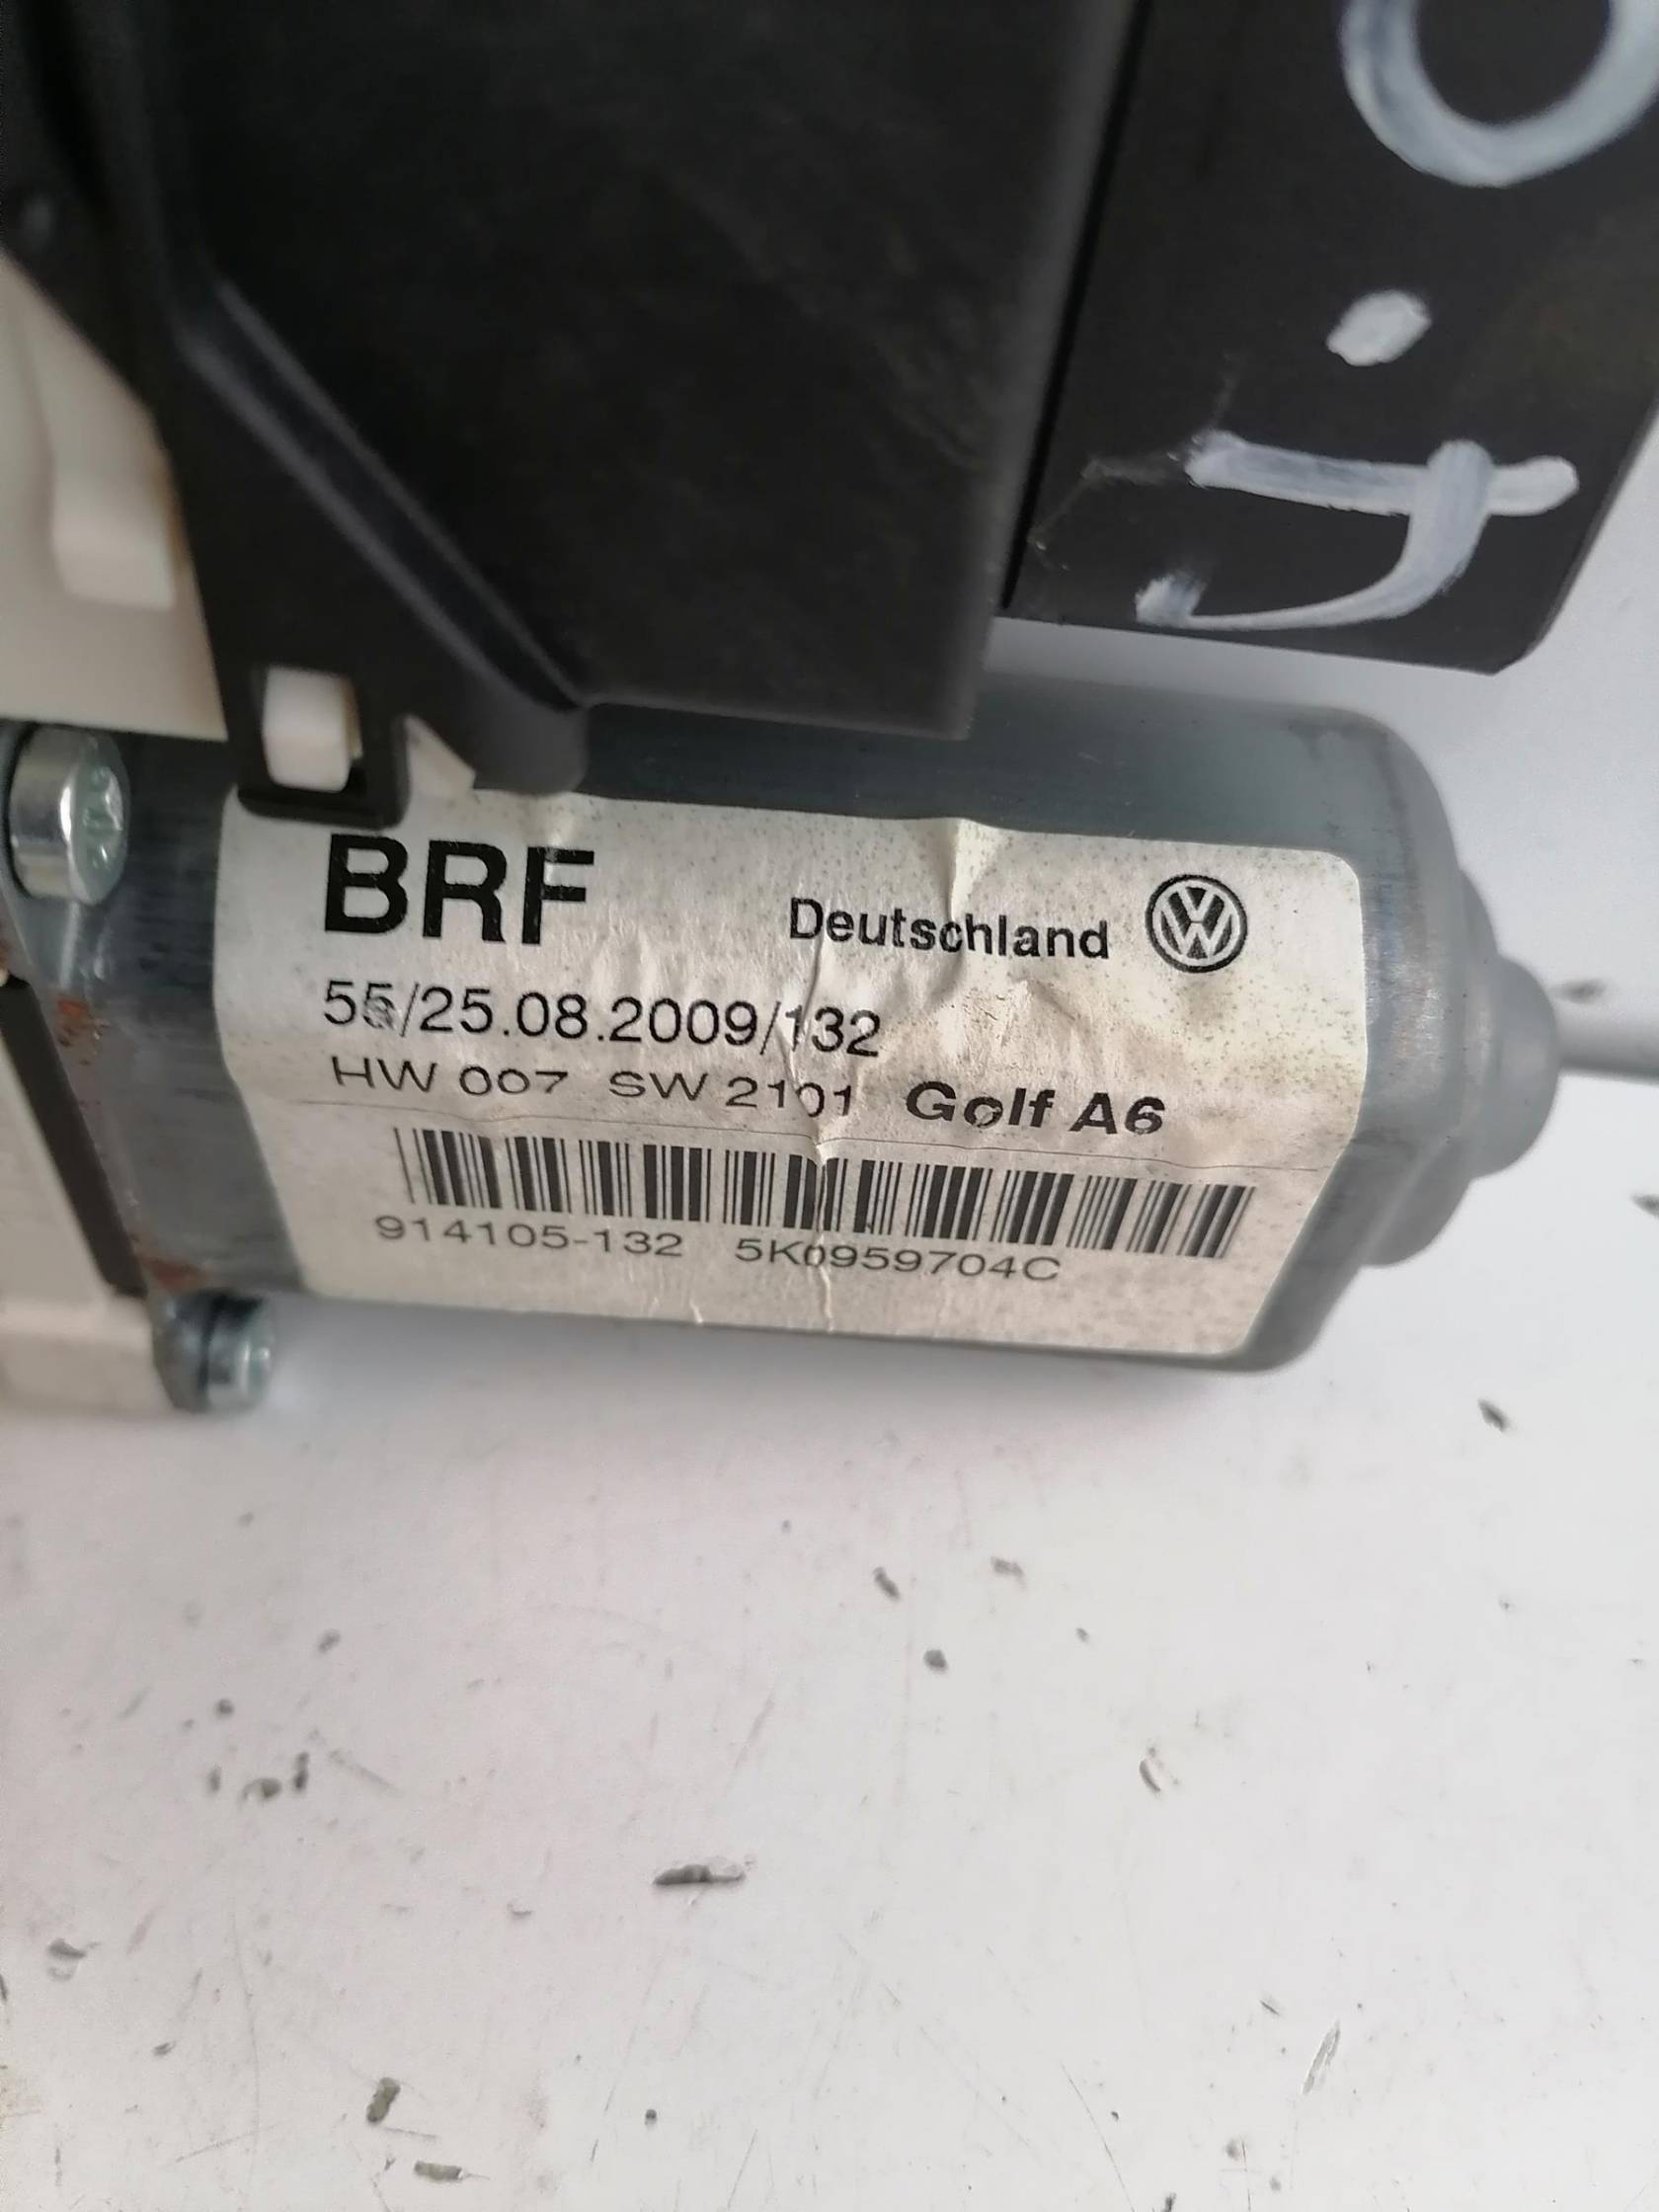 BRF
Deutschland
55/25.08.2009/132
HW 007 SW 2101 Golf A6
914105-132 5K0959704C